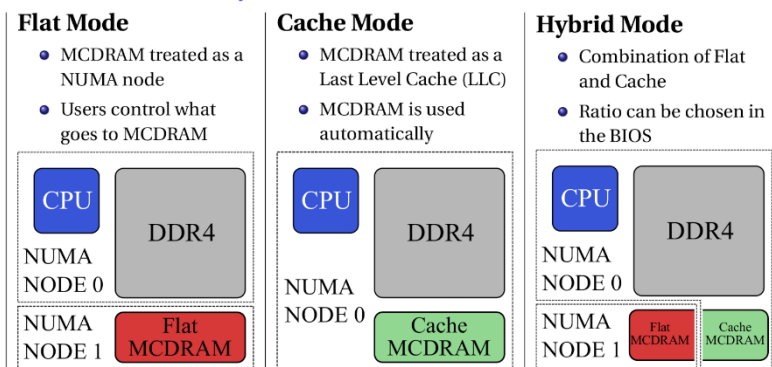 Flat Mode
MCDRAM treated as a
NUMA node
Users control what
goes to MCDRAM
CPU
DDR4
NUMA
NODE 0
NUMA
NODE 1
Flat
MCDRAM
Cache Mode
MCDRAM treated as a
Last Level Cache (LLC)
MCDRAM is used
automatically
CPU
DDR4
NUMA
NODE 0
Cache
MCDRAM
Hybrid Mode
Combination of Flat
and Cache
Ratio can be chosen in
the BIOS
CPU
DDR4
NUMA
NODE 0
NUMA
NODE 1
Flat
MCDRAM
Cache
MCDRAM